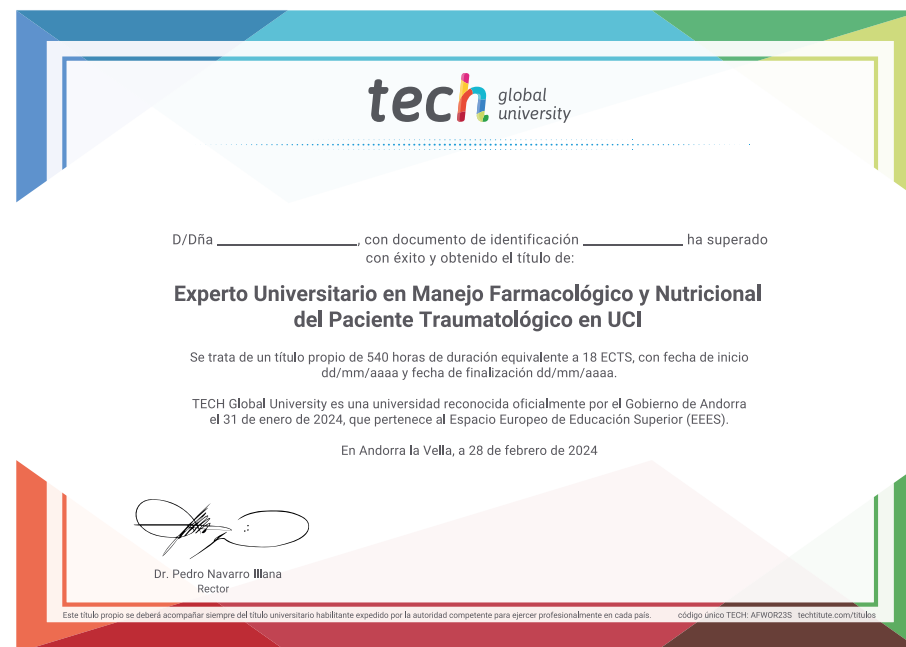 tech global
university
D/Dña ______________, con documento de identificación __________ ha superado
con éxito y obtenido el título de:
Experto Universitario en Manejo Farmacológico y Nutricional
del Paciente Traumatológico en UCI
Se trata de un título propio de 540 horas de duración equivalente a 18 ECTS, con fecha de inicio
dd/mm/aaaa y fecha de finalización dd/mm/aaaa.
TECH Global University es una universidad reconocida oficialmente por el Gobierno de Andorra
el 31 de enero de 2024, que pertenece al Espacio Europeo de Educación Superior (EEES).
En Andorra la Vella, a 28 de febrero de 2024
Dr. Pedro Navarro Illana
Rector
Este título propio se deberá acompañar siempre del título universitario habilitante expedido por la autoridad competente para ejercer profesionalmente en cada país. código único TECH: AFWOR23S techtitute.com/titulos